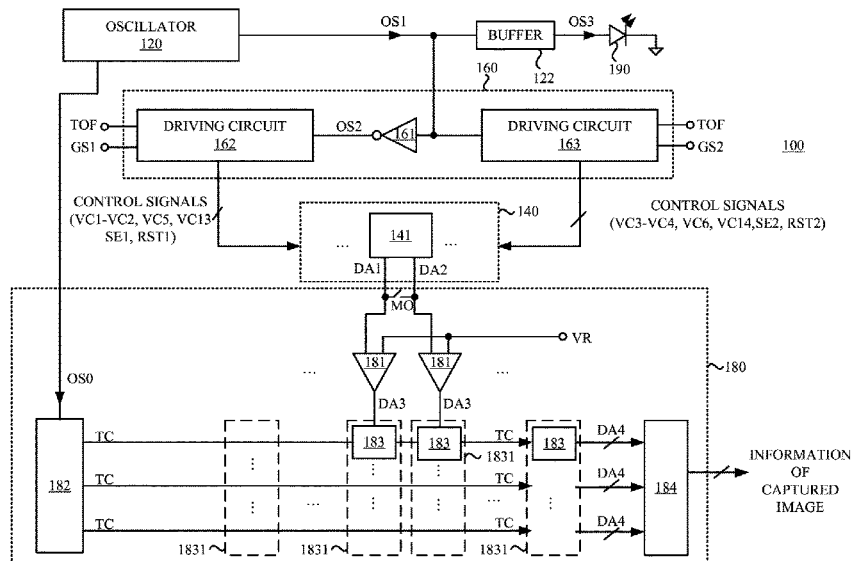 OSCILLATOR
120
OS1
BUFFER
122
OS3
190
160
TOF
GS1
DRIVING CIRCUIT
162
OS2
161
DRIVING CIRCUIT
163
TOF
GS2
100
CONTROL SIGNALS
(VC1-VC2, VC5, VC13
SE1, RST1)
140
CONTROL SIGNALS
(VC3-VC4, VC6, VC14,SE2, RST2)
...
141
...
DA1
DA2
MO
VR
181
181
...
...
180
OS0
DA3
DA3
182
TC
183
183
TC
183
DA4
1831
184
INFORMATION
OF
CAPTURED
IMAGE
TC
...
...
DA4
TC
DA4
1831
1831
1831